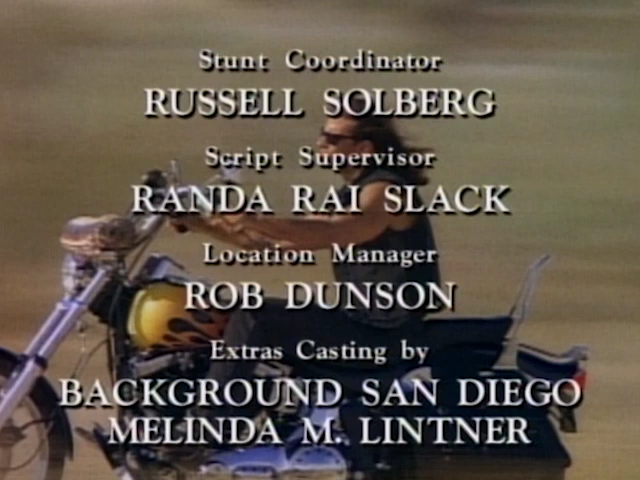 Stunt Coordinator
RUSSELL SOLBERG
Script Supervisor
RANDA RAI SLACK
Location Manager
ROB DUNSON
Extras Casting by
BACKGROUND SAN DIEGO
MELINDA M. LINTNER